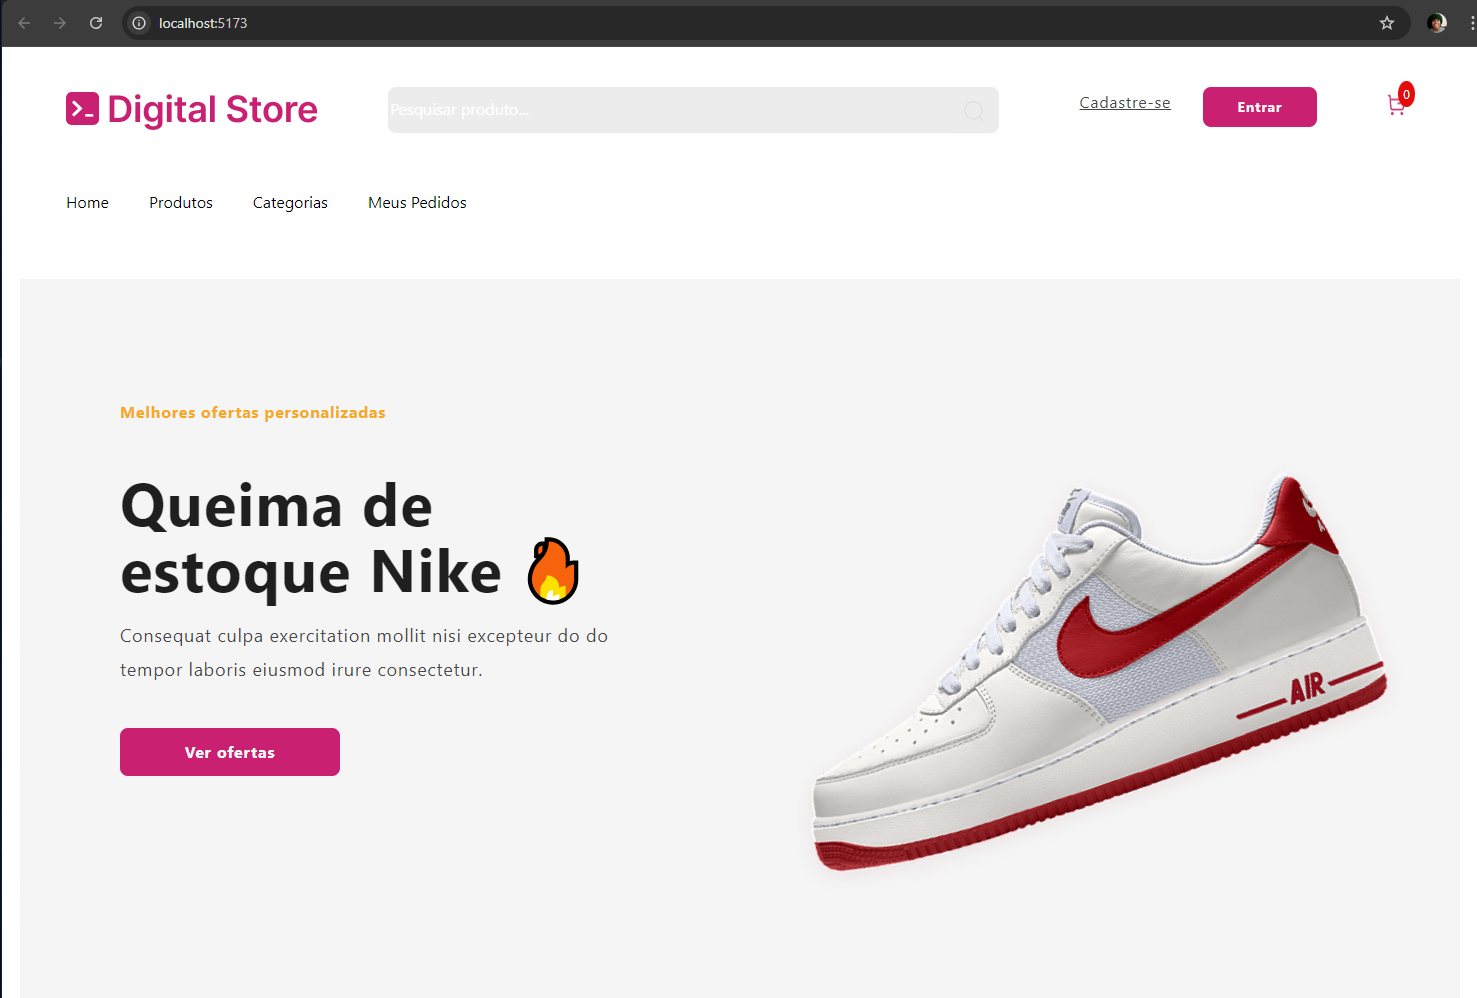 localhost:5173
Digital Store
Pesquisar produto...
Cadastre-se
Entrar
0
Home Produtos Categorias Meus Pedidos
Melhores ofertas personalizadas
Queima de
estoque Nike
Consequat culpa exercitation mollit nisi excepteur do do
tempor laboris eiusmod irure consectetur.
Ver ofertas
AIR